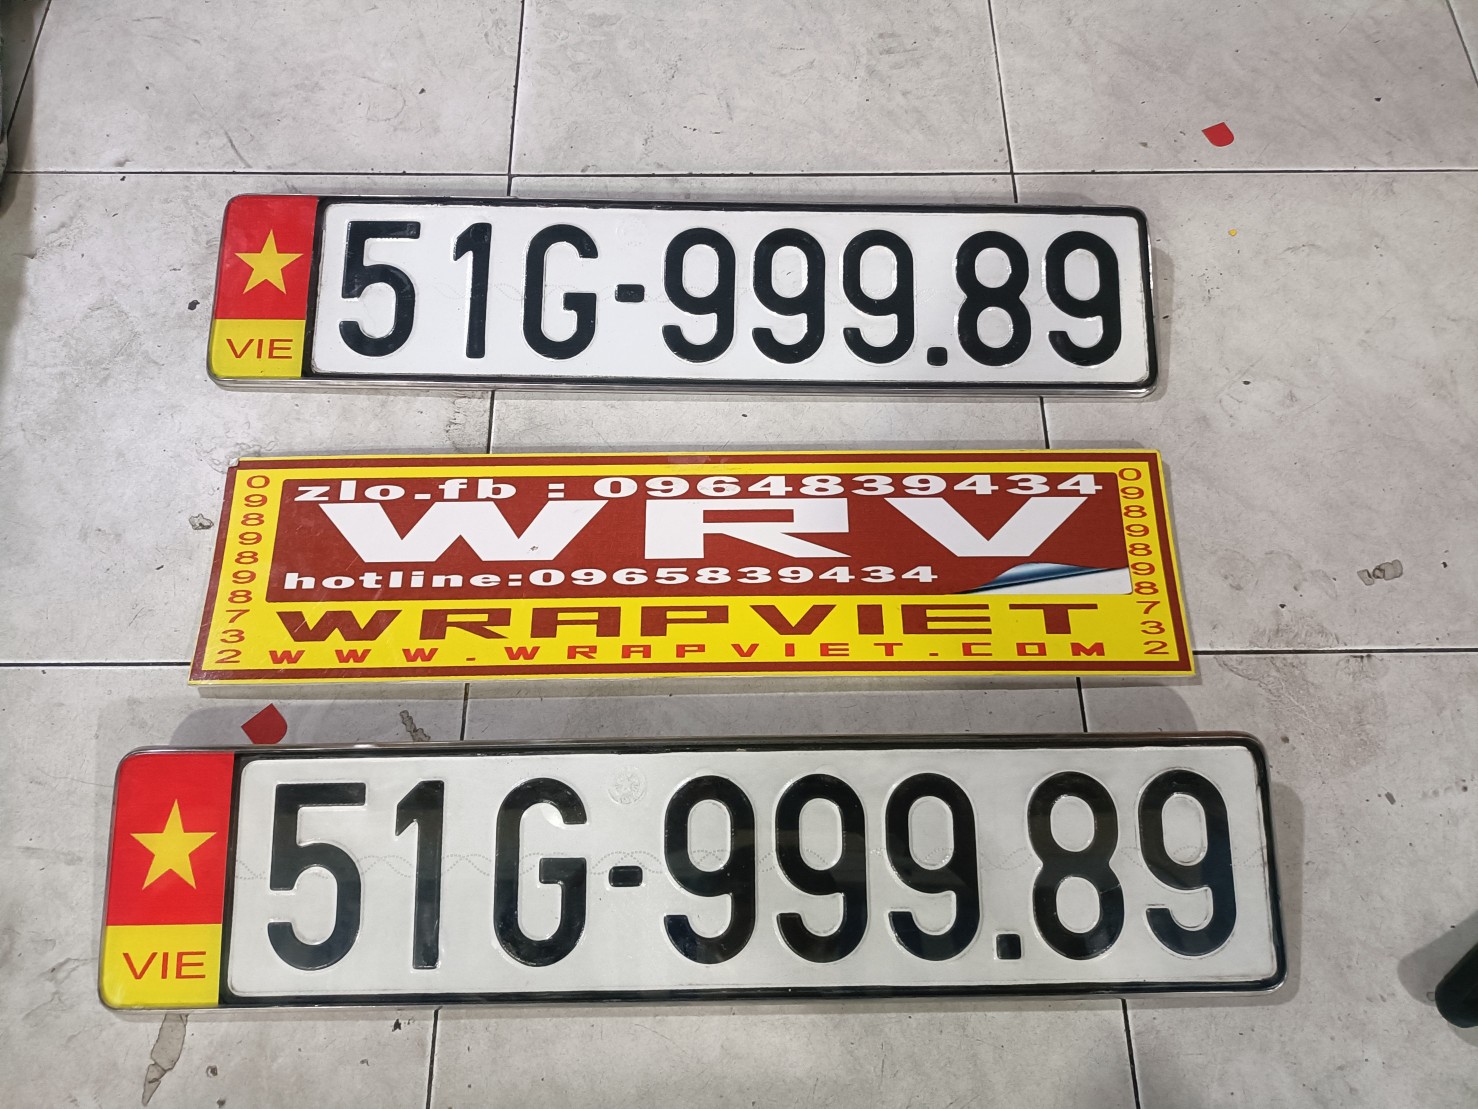 VIE
51G-999.89
zlo.fb : 0964839434
WRV
hotline:0965839434
WRAPVIET
WWW.WRAPVIET.COM
0989898732
0989898732
VIE
51G-999.89